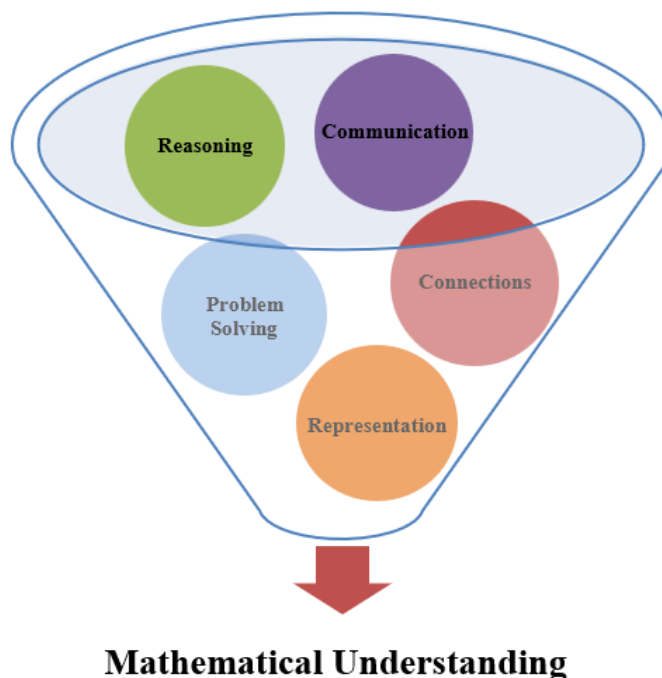 Reasoning
Communication
Connections
Problem
Solving
Representation
Mathematical Understanding